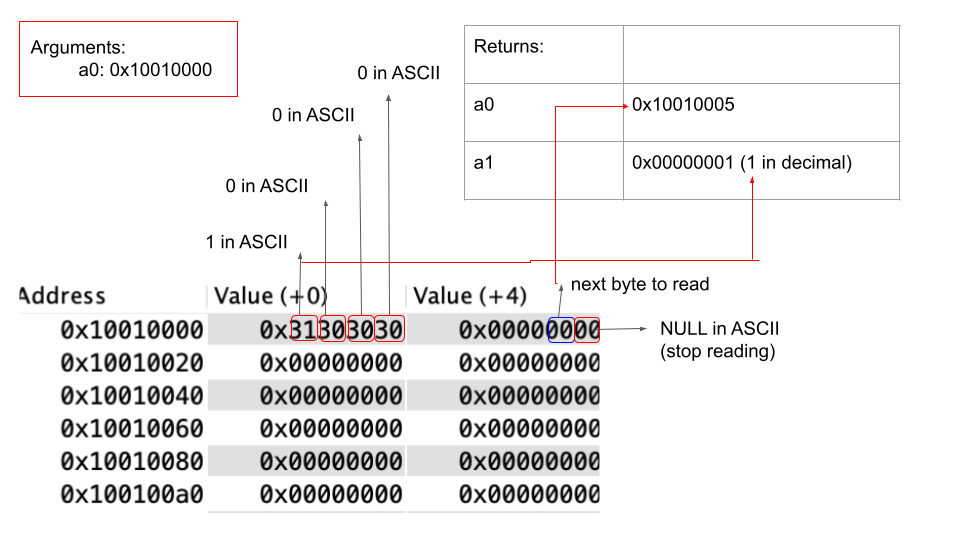 Arguments:
a0: 0x10010000
Returns:
a0 0x10010005
a1 0x00000001 (1 in decimal)
0 in ASCII
0 in ASCII
0 in ASCII
1 in ASCII
next byte to read
Address Value (+0) Value (+4)
0x10010000 0x31303030 0x00000000
NULL in ASCII
(stop reading)
0x10010020 0x00000000 0x00000000
0x10010040 0x00000000 0x00000000
0x10010060 0x00000000 0x00000000
0x10010080 0x00000000 0x00000000
0x100100a0 0x00000000 0x00000000